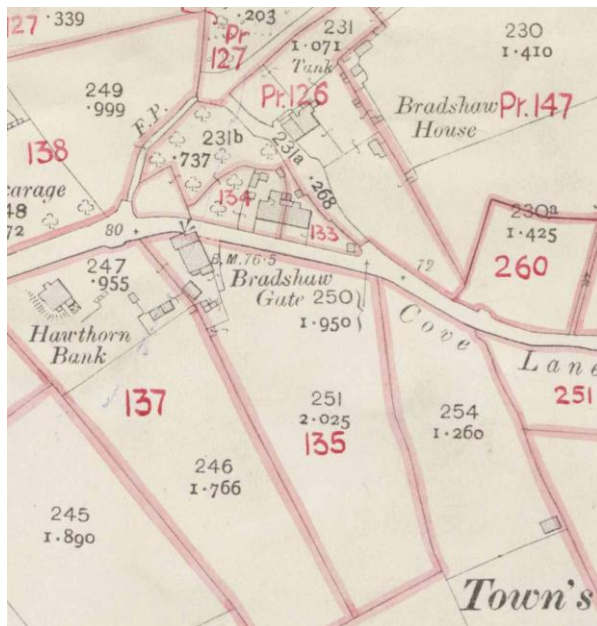 127
·339
·203
Pr
127
231
1·071
Tank
230
1·410
249
·999
F.P.
Pr.126
Bradshaw
House
Pr.147
231b
·737
231a
·268
138
134
133
48
72
80
B.M.76·5
72
230a
1·425
260
247
·955
Bradshaw
Gate
250
1·950
Hawthorn
Bank
Cove
Lane
137
251
2·025
135
254
1·260
251
246
1·766
245
1·890
Town's